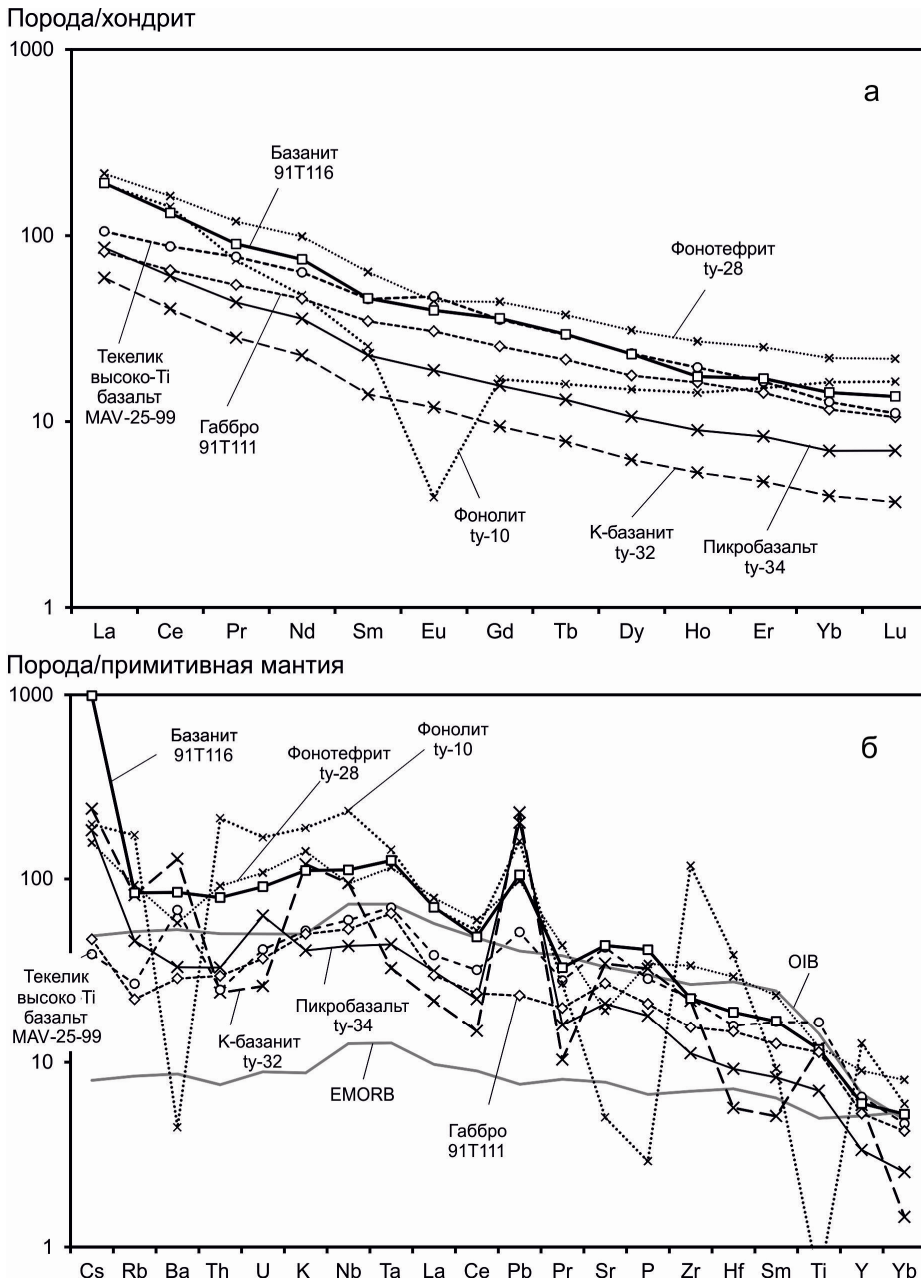 Порода/хондрит
1000
а
Базанит
91Т116
100
Фонотефрит
ty-28
Текелик
высоко-Ti
базальт
MAV-25-99
Габбро
91Т111
10
Фонолит
ty-10
К-базанит
ty-32
Пикробазальт
ty-34
1
La Ce Pr Nd Sm Eu Gd Tb Dy Ho Er Yb Lu
Порода/примитивная мантия
1000
б
Базанит
91Т116
Фонотефрит
ty-28
Фонолит
ty-10
100
OIB
Текелик
высоко Ti
базальт
MAV-25-99
Пикробазальт
ty-34
К-базанит
ty-32
10
EMORB
Габбро
91Т111
1
Cs Rb Ba Th U K Nb Ta La Ce Pb Pr Sr P Zr Hf Sm Ti Y Yb